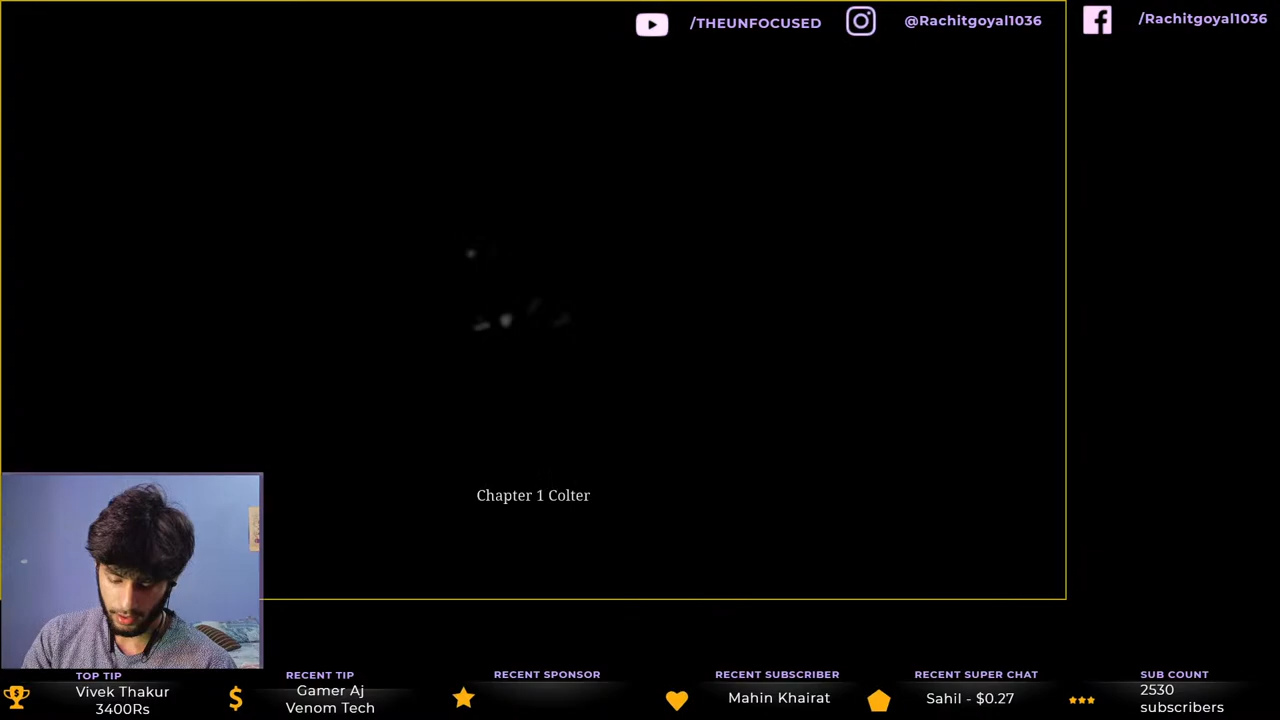 /THEUNFOCUSED @Rachitgoyal1036 /Rachitgoyal1036
Chapter 1 Colter
TOP TIP
Vivek Thakur
3400Rs
RECENT TIP
Gamer Aj
Venom Tech
RECENT SPONSOR
RECENT SUBSCRIBER
Mahin Khairat
RECENT SUPER CHAT
Sahil - $0.27
SUB COUNT
2530
subscribers